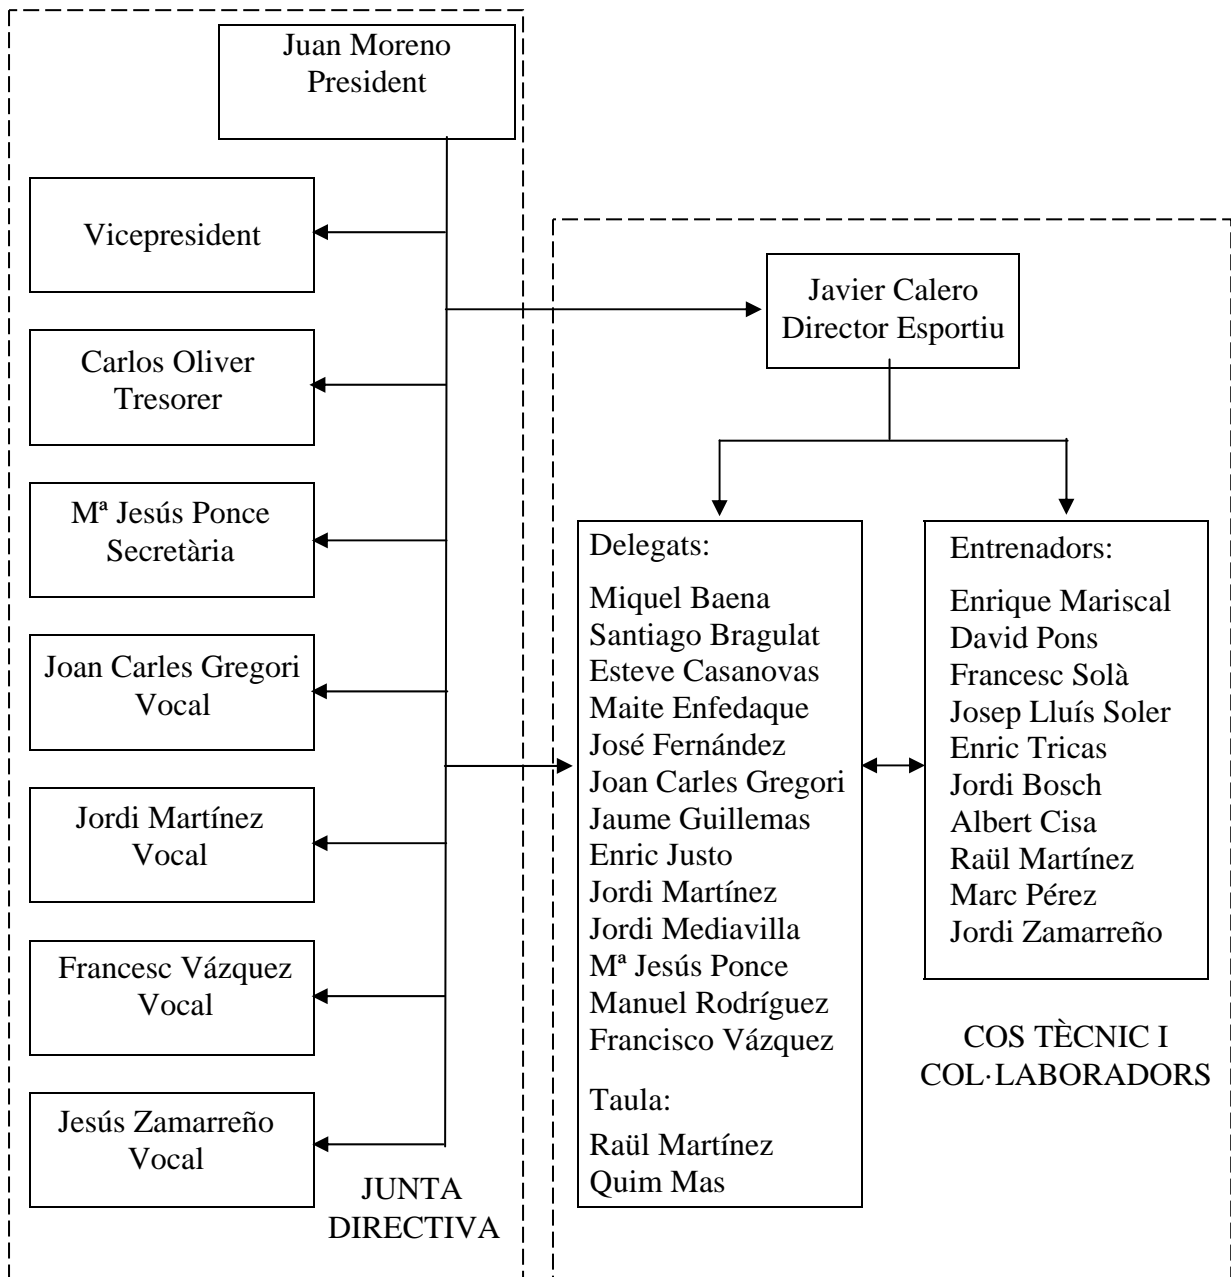 Juan Moreno
President
Vicepresident
Carlos Oliver
Tresorer
Mª Jesús Ponce
Secretària
Joan Carles Gregori
Vocal
Jordi Martínez
Vocal
Francesc Vázquez
Vocal
Jesús Zamarreño
Vocal
JUNTA
DIRECTIVA
Javier Calero
Director Esportiu
Delegats:
Miquel Baena
Santiago Bragulat
Esteve Casanovas
Maite Enfedaque
José Fernández
Joan Carles Gregori
Jaume Guillemas
Enric Justo
Jordi Martínez
Jordi Mediavilla
Mª Jesús Ponce
Manuel Rodríguez
Francisco Vázquez
Taula:
Raül Martínez
Quim Mas
Entrenadors:
Enrique Mariscal
David Pons
Francesc Solà
Josep Lluís Soler
Enric Tricas
Jordi Bosch
Albert Cisa
Raül Martínez
Marc Pérez
Jordi Zamarreño
COS TÈCNIC I
COL·LABORADORS